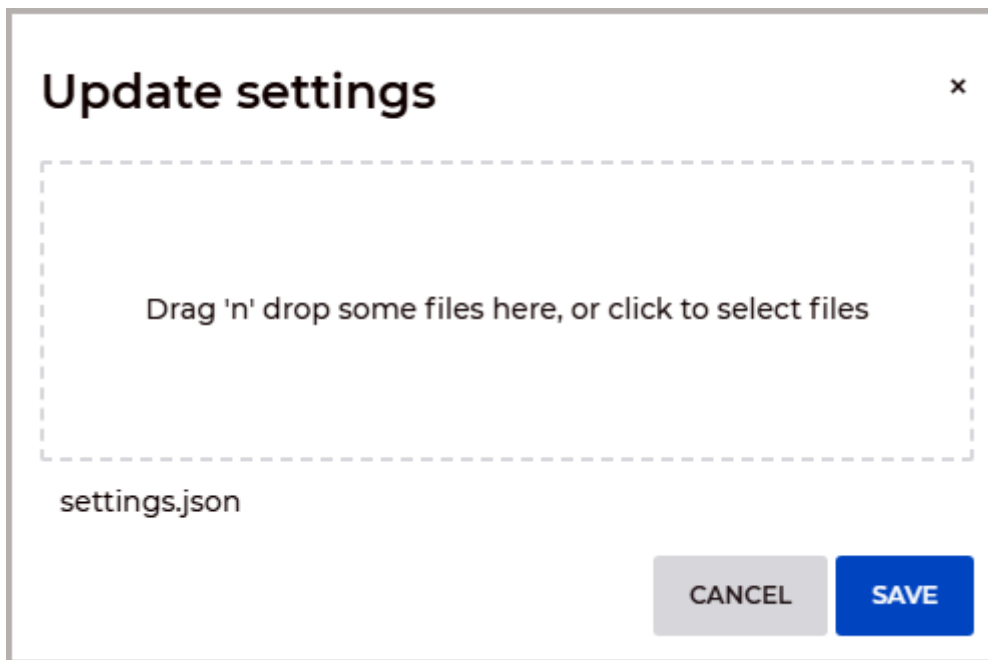 Update settings
×
Drag 'n' drop some files here, or click to select files
settings.json
CANCEL
SAVE